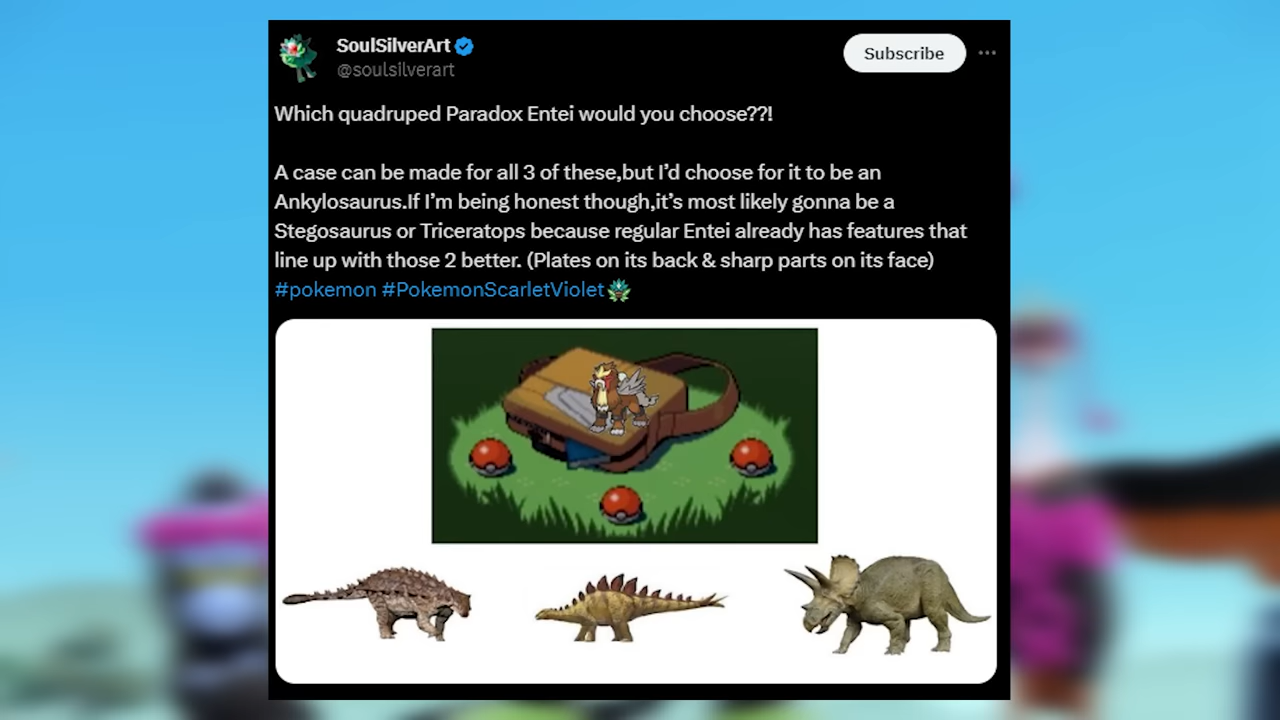 SoulSilverArt
@soulsilverart
Subscribe
Which quadruped Paradox Entei would you choose??!
A case can be made for all 3 of these,but I’d choose for it to be an
Ankylosaurus.If I’m being honest though,it’s most likely gonna be a
Stegosaurus or Triceratops because regular Entei already has features that
line up with those 2 better. (Plates on its back & sharp parts on its face)
#pokemon #PokemonScarletViolet